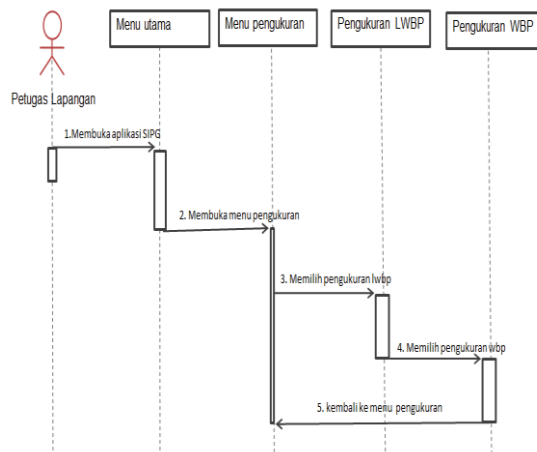 Menu utama
Menu pengukuran
Pengukuran LWBP
Pengukuran WBP
Petugas Lapangan
1.Membuka aplikasi SIPG
2. Membuka menu pengukuran
3. Memilih pengukuran lwbp
4. Memilih pengukuran wbp
5. kembali ke menu pengukuran